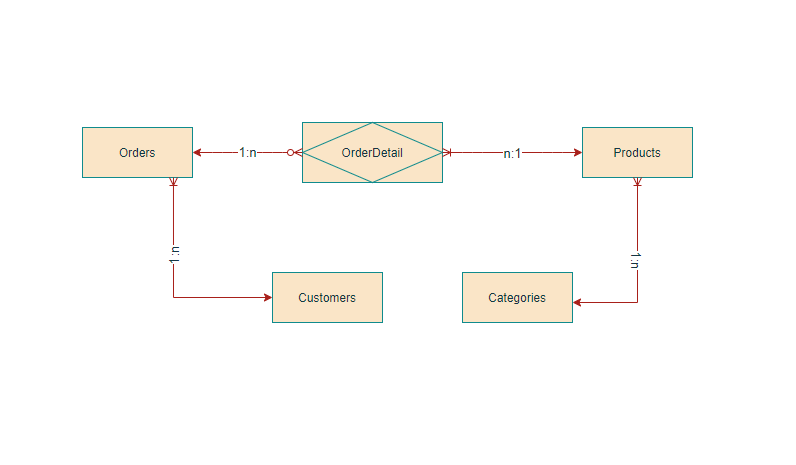 Orders
1:n
OrderDetail
n:1
Products
1:n
1:n
Customers
Categories